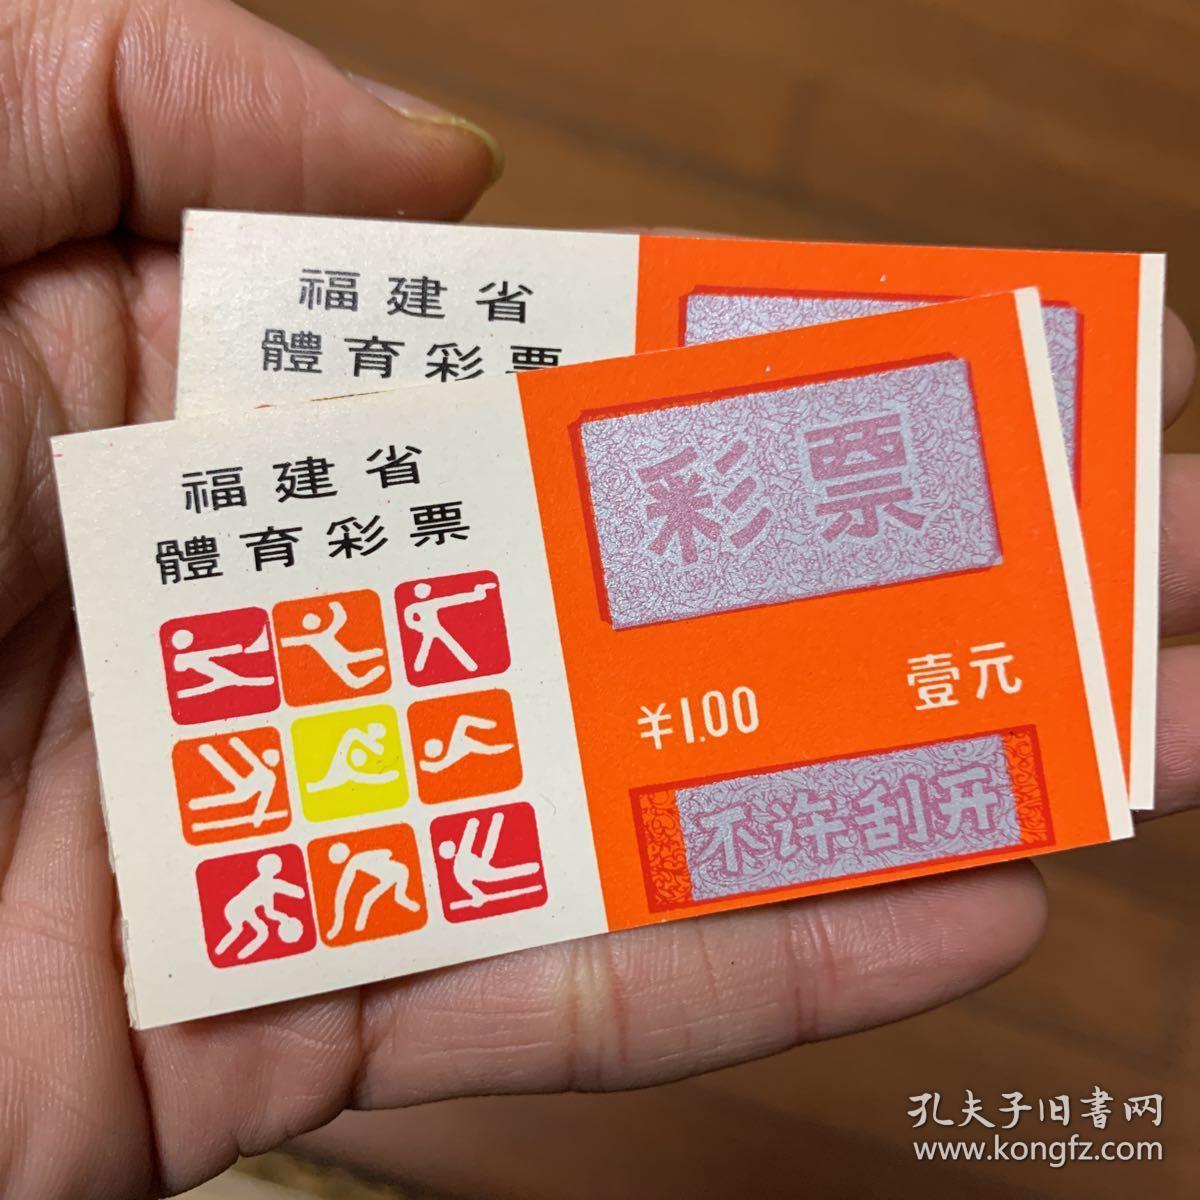 福建省
體育彩票
福建省
體育彩票
彩票
¥1.00
壹元
不许刮开
孔夫子旧書网
www.kongfz.com